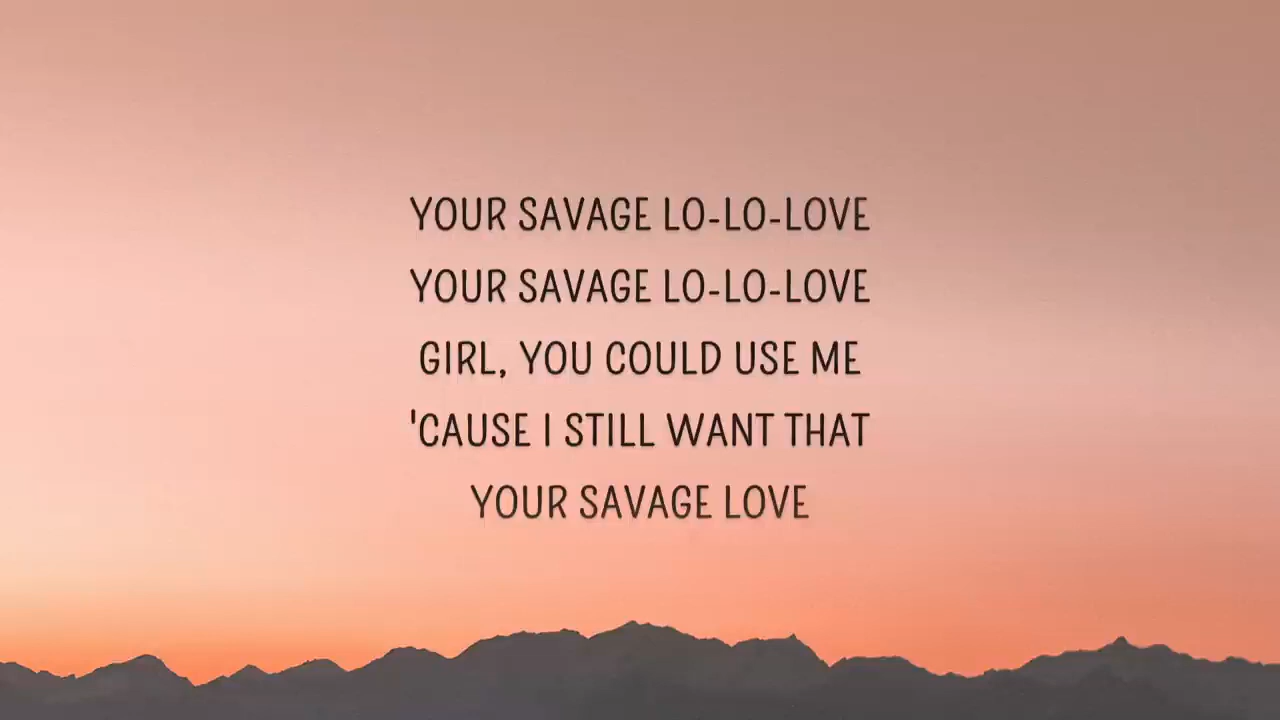 YOUR SAVAGE LO-LO-LOVE
YOUR SAVAGE LO-LO-LOVE
GIRL, YOU COULD USE ME
'CAUSE I STILL WANT THAT
YOUR SAVAGE LOVE